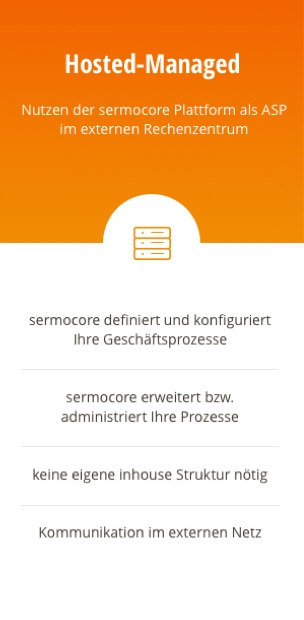 Hosted-Managed
Nutzen der sermocore Plattform als ASP
im externen Rechenzentrum
sermocore definiert und konfiguriert
Ihre Geschäftsprozesse
sermocore erweitert bzw.
administriert Ihre Prozesse
keine eigene inhouse Struktur nötig
Kommunikation im externen Netz